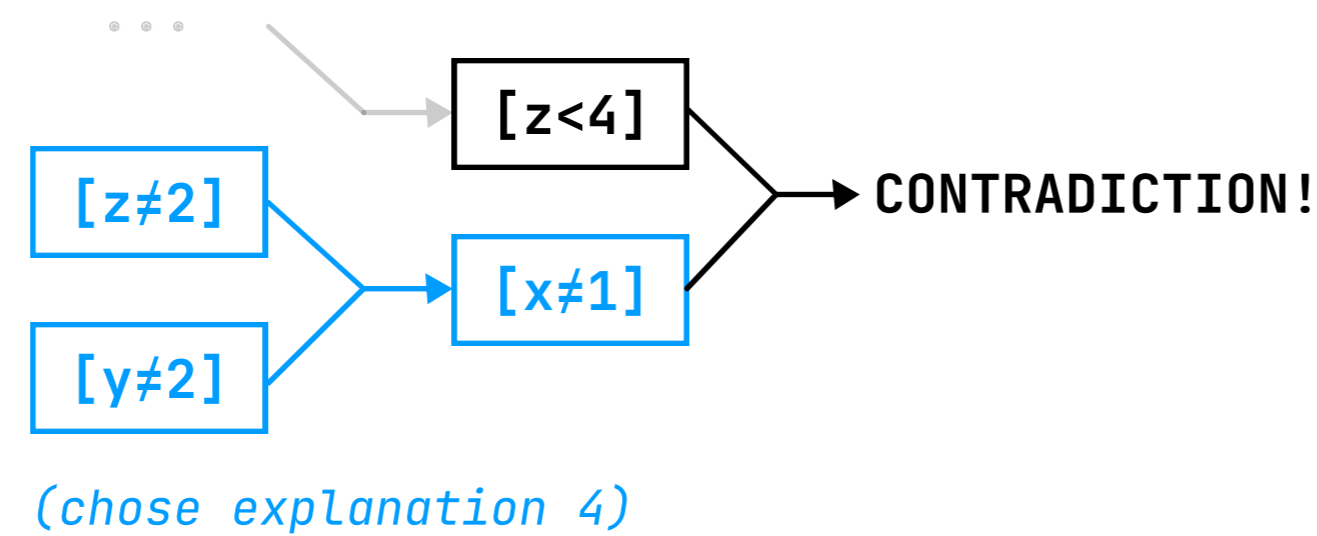 [z<4]
[z≠2]
CONTRADICTION!
[x≠1]
[y≠2]
(chose explanation 4)